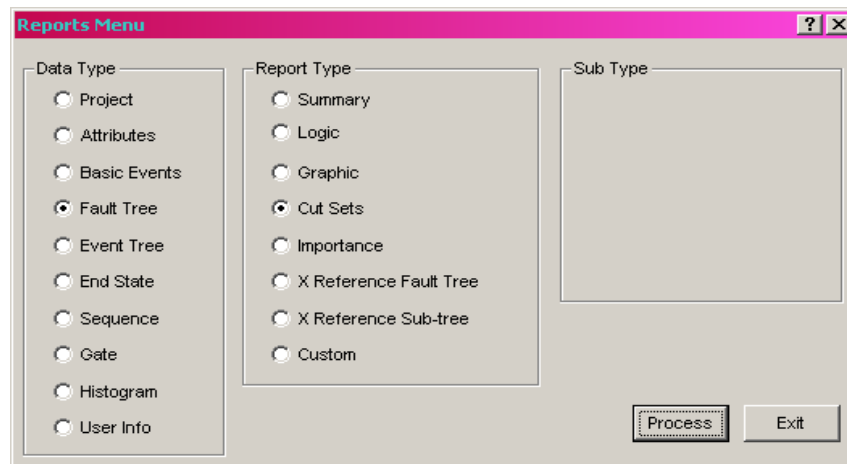 Reports Menu
Data Type
Project
Attributes
Basic Events
Fault Tree
Event Tree
End State
Sequence
Gate
Histogram
User Info
Report Type
Summary
Logic
Graphic
Cut Sets
Importance
X Reference Fault Tree
X Reference Sub-tree
Custom
Sub Type
Process
Exit